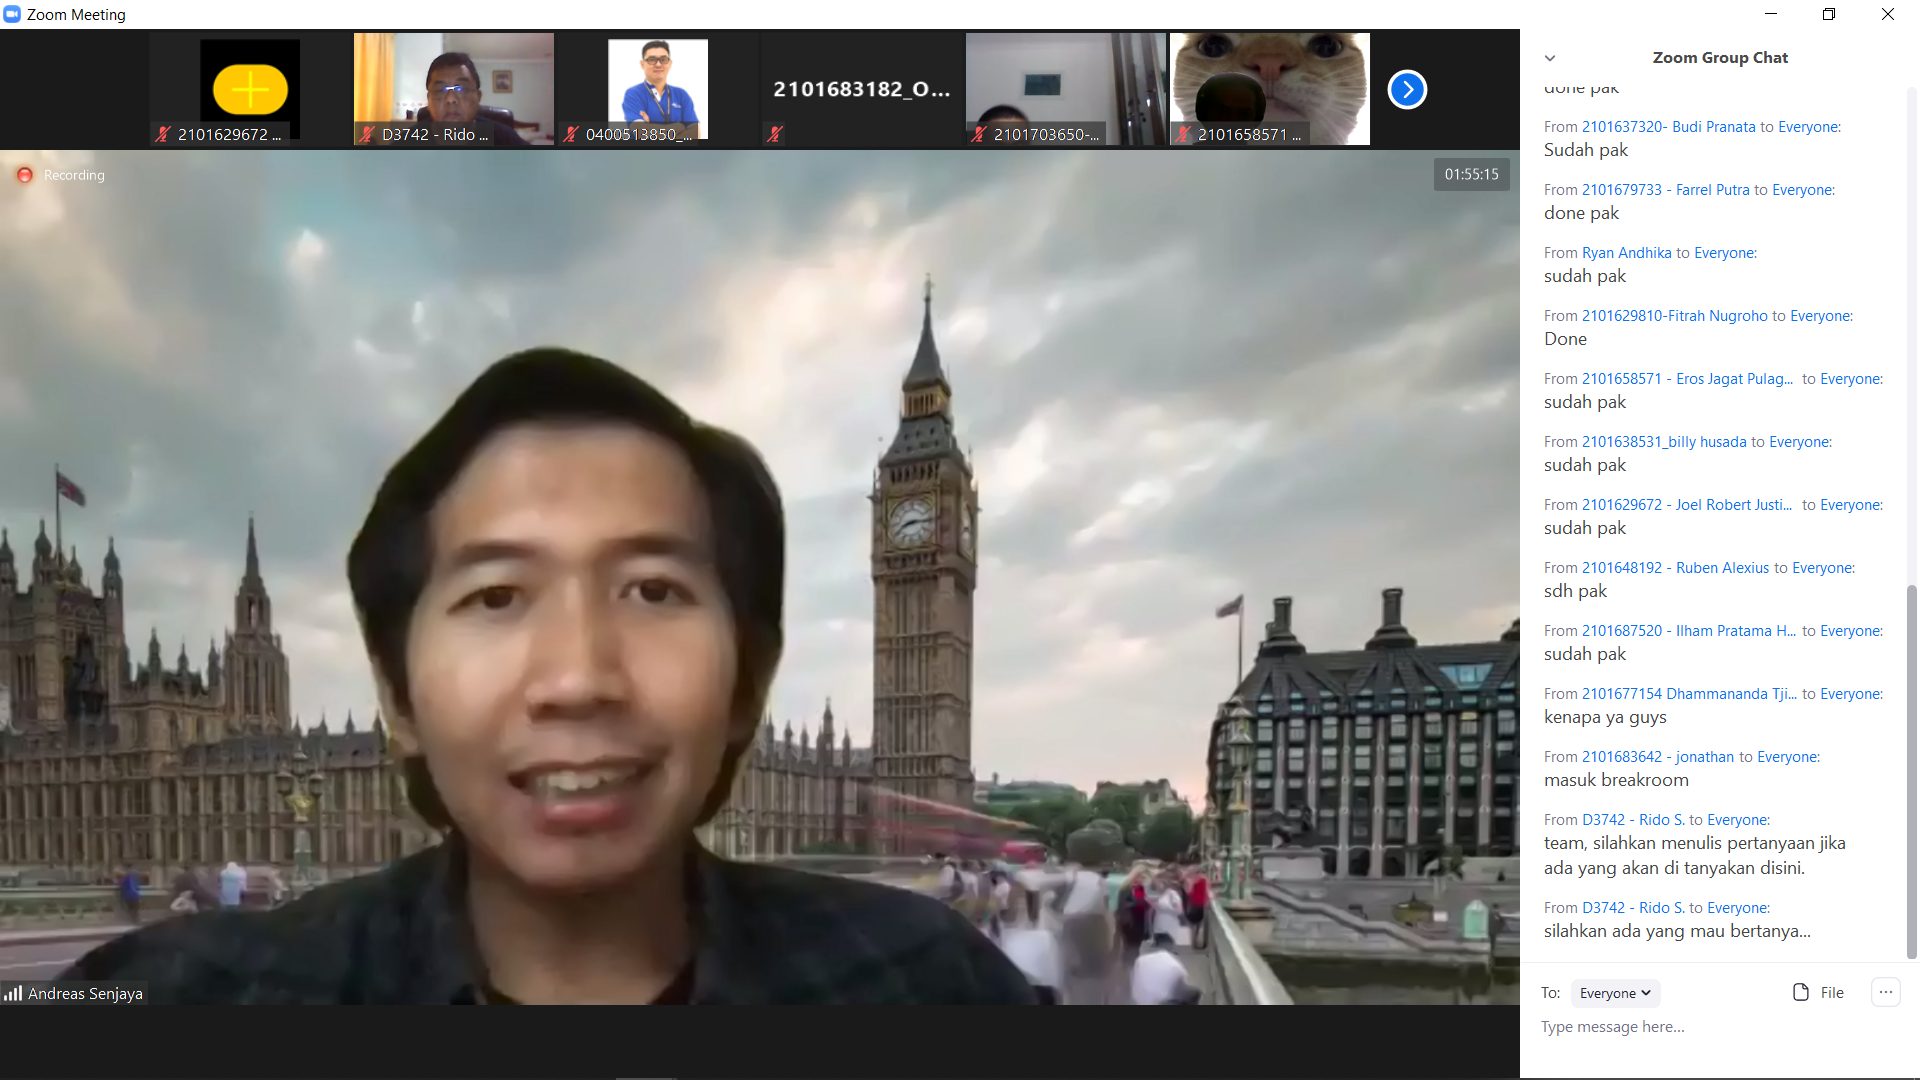 Zoom Meeting
2101629672 ...
D3742 - Rido ...
0400513850_...
2101683182_O...
2101703650-...
2101658571 ...
Recording
01:55:15
Andreas Senjaya
Zoom Group Chat
done pak
From 2101637320- Budi Pranata to Everyone:
Sudah pak
From 2101679733 - Farrel Putra to Everyone:
done pak
From Ryan Andhika to Everyone:
sudah pak
From 2101629810-Fitrah Nugroho to Everyone:
Done
From 2101658571 - Eros Jagat Pulag... to Everyone:
sudah pak
From 2101638531_billy husada to Everyone:
sudah pak
From 2101629672 - Joel Robert Justi... to Everyone:
sudah pak
From 2101648192 - Ruben Alexius to Everyone:
sdh pak
From 2101687520 - Ilham Pratama H... to Everyone:
sudah pak
From 2101677154 Dhammananda Tji... to Everyone:
kenapa ya guys
From 2101683642 - jonathan to Everyone:
masuk breakroom
From D3742 - Rido S. to Everyone:
team, silahkan menulis pertanyaan jika
ada yang akan di tanyakan disini.
From D3742 - Rido S. to Everyone:
silahkan ada yang mau bertanya...
To: Everyone
File
Type message here...